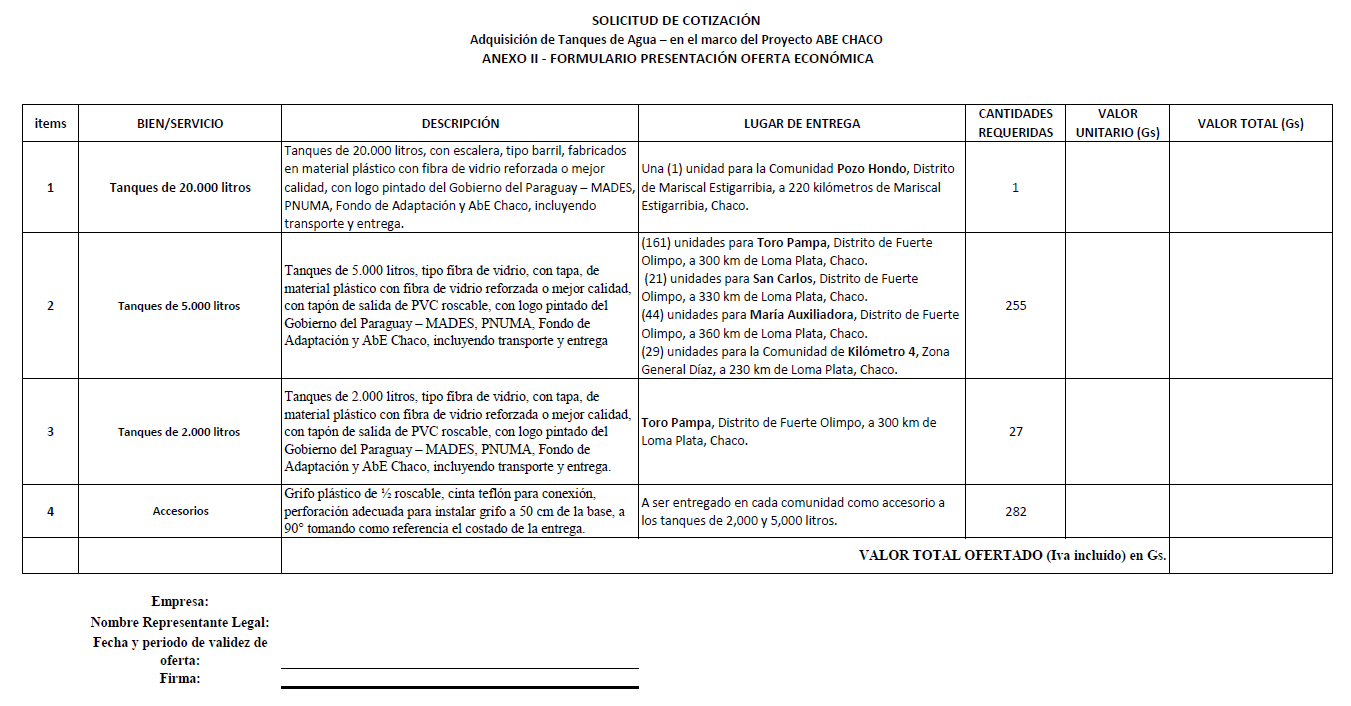 SOLICITUD DE COTIZACIÓN
Adquisición de Tanques de Agua – en el marco del Proyecto ABE CHACO
ANEXO II - FORMULARIO PRESENTACIÓN OFERTA ECONÓMICA
items
BIEN/SERVICIO
DESCRIPCIÓN
LUGAR DE ENTREGA
CANTIDADES
REQUERIDAS
VALOR
UNITARIO (Gs)
VALOR TOTAL (Gs)
1
Tanques de 20.000 litros
Tanques de 20.000 litros, con escalera, tipo barril, fabricados
en material plástico con fibra de vidrio reforzada o mejor
calidad, con logo pintado del Gobierno del Paraguay – MADES,
PNUMA, Fondo de Adaptación y AbE Chaco, incluyendo
transporte y entrega.
Una (1) unidad para la Comunidad Pozo Hondo, Distrito
de Mariscal Estigarribia, a 220 kilómetros de Mariscal
Estigarribia, Chaco.
1
2
Tanques de 5.000 litros
Tanques de 5.000 litros, tipo fibra de vidrio, con tapa, de
material plástico con fibra de vidrio reforzada o mejor calidad,
con tapón de salida de PVC roscable, con logo pintado del
Gobierno del Paraguay – MADES, PNUMA, Fondo de
Adaptación y AbE Chaco, incluyendo transporte y entrega
(161) unidades para Toro Pampa, Distrito de Fuerte
Olimpo, a 300 km de Loma Plata, Chaco.
(21) unidades para San Carlos, Distrito de Fuerte
Olimpo, a 330 km de Loma Plata, Chaco.
(44) unidades para María Auxiliadora, Distrito de Fuerte
Olimpo, a 360 km de Loma Plata, Chaco.
(29) unidades para la Comunidad de Kilómetro 4, Zona
General Díaz, a 230 km de Loma Plata, Chaco.
255
3
Tanques de 2.000 litros
Tanques de 2.000 litros, tipo fibra de vidrio, con tapa, de
material plástico con fibra de vidrio reforzada o mejor calidad,
con tapón de salida de PVC roscable, con logo pintado del
Gobierno del Paraguay – MADES, PNUMA, Fondo de
Adaptación y AbE Chaco, incluyendo transporte y entrega.
Toro Pampa, Distrito de Fuerte Olimpo, a 300 km de
Loma Plata, Chaco.
27
4
Accesorios
Grifo plástico de ½ roscable, cinta teflón para conexión,
perforación adecuada para instalar grifo a 50 cm de la base, a
90° tomando como referencia el costado de la entrega.
A ser entregado en cada comunidad como accesorio a
los tanques de 2,000 y 5,000 litros.
282
VALOR TOTAL OFERTADO (Iva incluído) en Gs.
Empresa:
Nombre Representante Legal:
Fecha y periodo de validez de
oferta:
Firma: